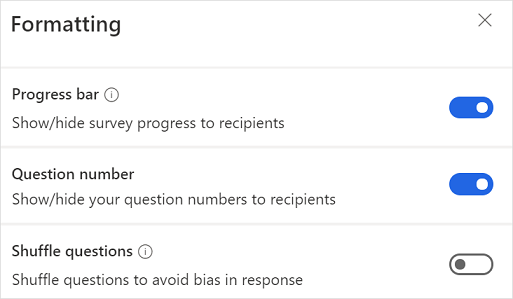 Formatting
Progress bar
Show/hide survey progress to recipients
Question number
Show/hide your question numbers to recipients
Shuffle questions
Shuffle questions to avoid bias in response